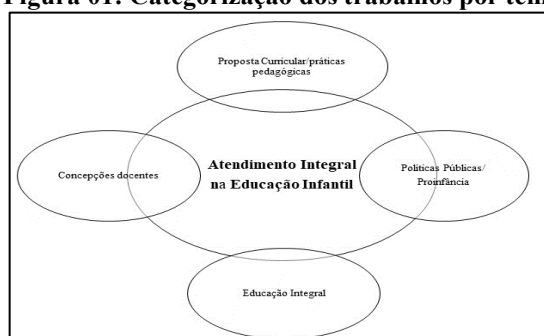 Figura 01: Categorização dos trabalhos por
Proposta Curricular/práticas
pedagógicas
Concepções docentes
Atendimento Integral
na Educação Infantil
Políticas Públicas/
Proinfância
Educação Integral